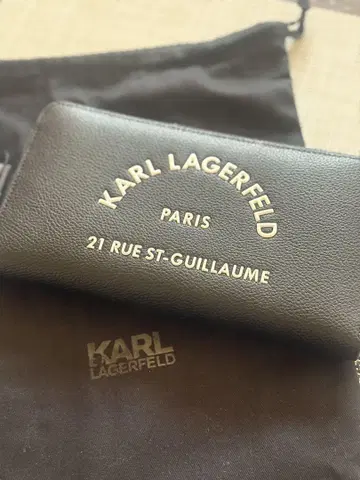 KARL LAGERFELD
PARIS
21 RUE ST-GUILLAUME
KARL
LAGERFELD